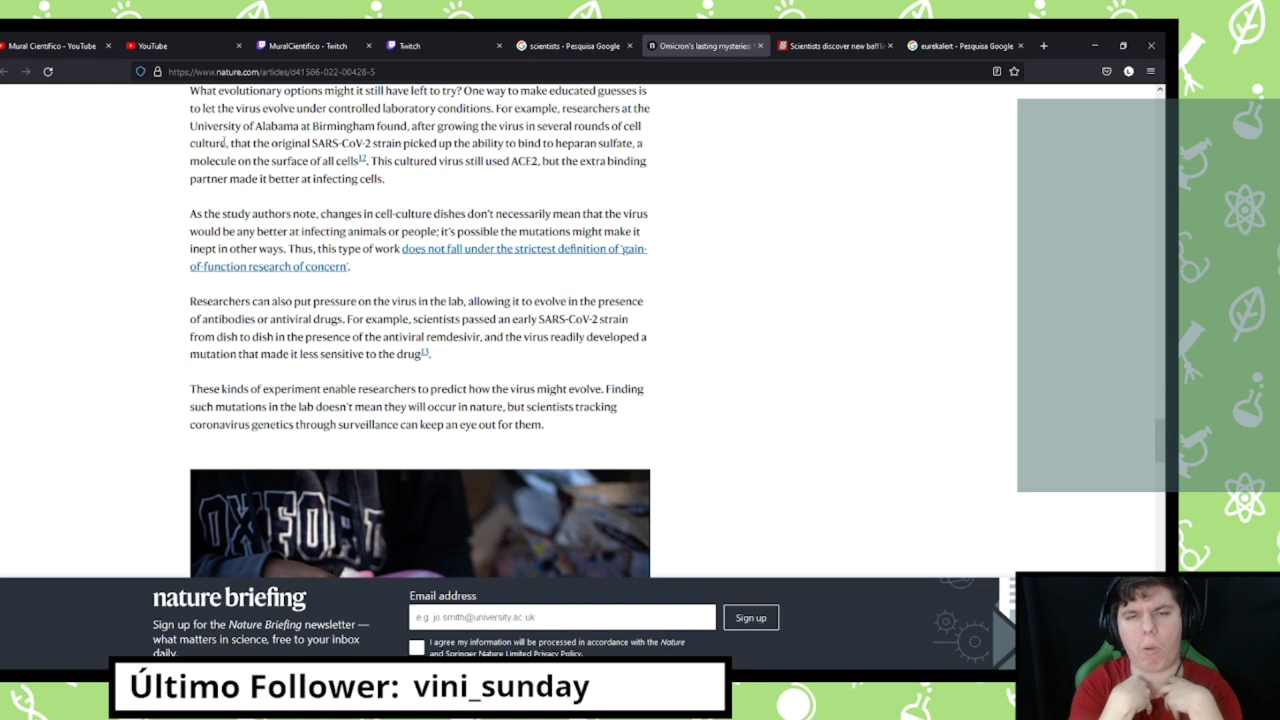 Mural Científico - YouTube
YouTube
MuralCientífico - Twitch
Twitch
scientists - Pesquisa Google
Omicron's lasting mysteries:
Scientists discover new baffl
eurekalert - Pesquisa Google
https://www.nature.com/articles/d41586-022-00428-5
What evolutionary options might it still have left to try? One way to make educated guesses is
to let the virus evolve under controlled laboratory conditions. For example, researchers at the
University of Alabama at Birmingham found, after growing the virus in several rounds of cell
culture, that the original SARS-CoV-2 strain picked up the ability to bind to heparan sulfate, a
molecule on the surface of all cells12. This cultured virus still used ACE2, but the extra binding
partner made it better at infecting cells.
As the study authors note, changes in cell-culture dishes don't necessarily mean that the virus
would be any better at infecting animals or people; it's possible the mutations might make it
inept in other ways. Thus, this type of work does not fall under the strictest definition of 'gain-
of-function research of concern'.
Researchers can also put pressure on the virus in the lab, allowing it to evolve in the presence
of antibodies or antiviral drugs. For example, scientists passed an early SARS-CoV-2 strain
from dish to dish in the presence of the antiviral remdesivir, and the virus readily developed a
mutation that made it less sensitive to the drug13.
These kinds of experiment enable researchers to predict how the virus might evolve. Finding
such mutations in the lab doesn't mean they will occur in nature, but scientists tracking
coronavirus genetics through surveillance can keep an eye out for them.
OXFORD
nature briefing
Sign up for the Nature Briefing newsletter —
what matters in science, free to your inbox
daily.
Email address
e.g. jo.smith@university.ac.uk
Sign up
I agree my information will be processed in accordance with the Nature
and Springer Nature Limited Privacy Policy.
Último Follower: vini_sunday